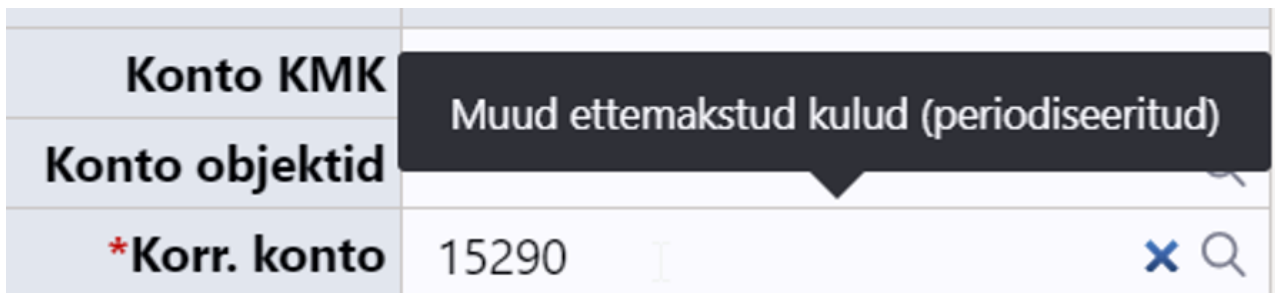 Konto KMK
Muud ettemakstud kulud (periodiseeritud)
Konto objektid
*Korr. konto 15290